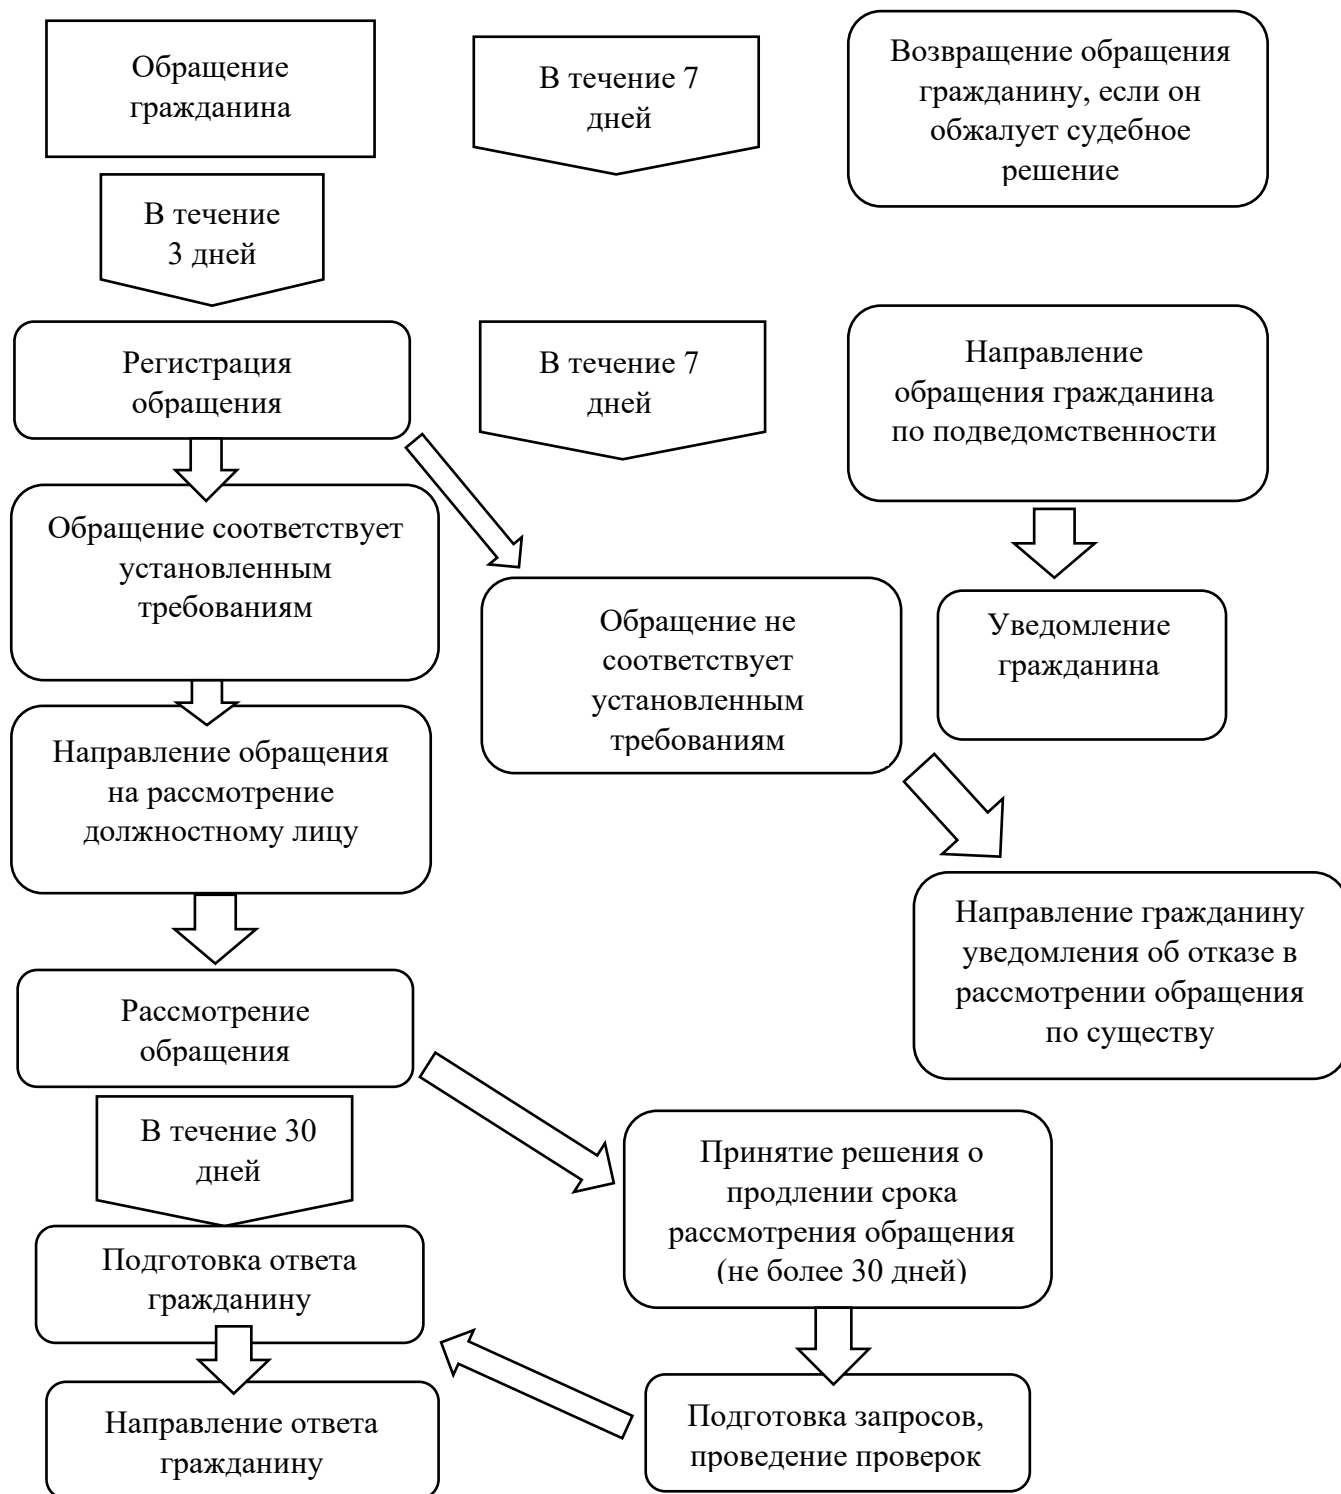 Обращение
гражданина
В течение 7
дней
Возвращение обращения
гражданину, если он
обжалует судебное
решение
В течение
3 дней
Регистрация
обращения
В течение 7
дней
Направление
обращения гражданина
по подведомственности
Обращение соответствует
установленным
требованиям
Обращение не
соответствует
установленным
требованиям
Уведомление
гражданина
Направление обращения
на рассмотрение
должностному лицу
Направление гражданину
уведомления об отказе в
рассмотрении обращения
по существу
Рассмотрение
обращения
В течение 30
дней
Принятие решения о
продлении срока
рассмотрения обращения
(не более 30 дней)
Подготовка ответа
гражданину
Направление ответа
гражданину
Подготовка запросов,
проведение проверок